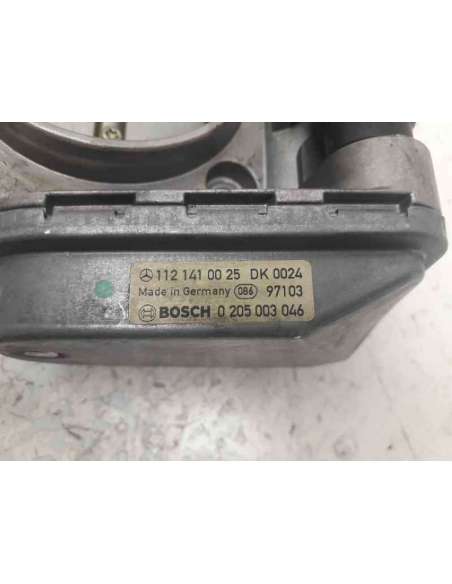 112 141 00 25 DK 0024
Made in Germany 086 97103
BOSCH 0 205 003 046